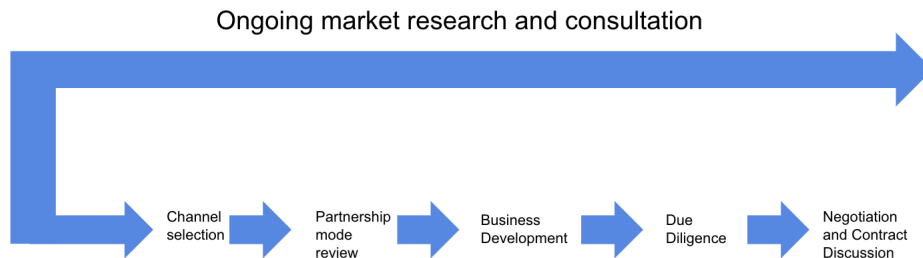 Ongoing market research and consultation
Channel
selection
Partnership
mode
review
Business
Development
Due
Diligence
Negotiation
and Contract
Discussion